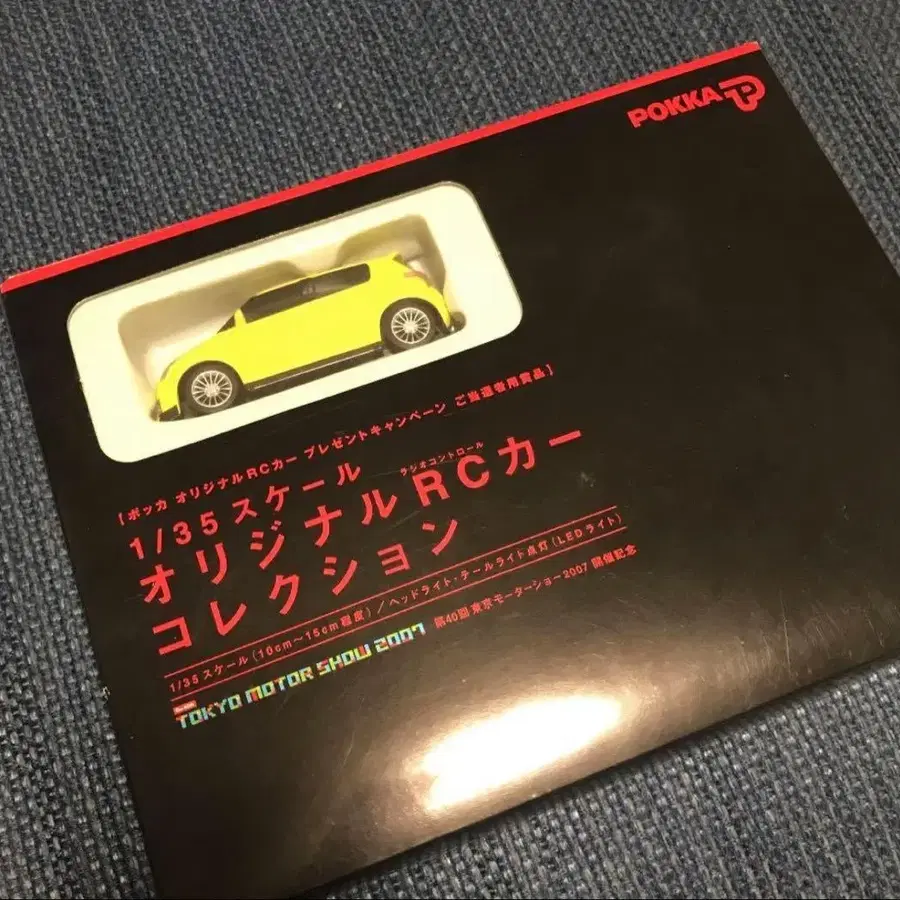 POKKA
[ポッカ オリジナルRCカー プレゼントキャンペーン ご当選者用賞品]
1/35スケール
ラジオコントロール
オリジナルRCカー
コレクション
1/35スケール(10cm〜15cm程度)/ヘッドライト・テールライト点灯(LEDライト)
TOKYO MOTOR SHOW 2007 第40回 東京モーターショー2007 開催記念